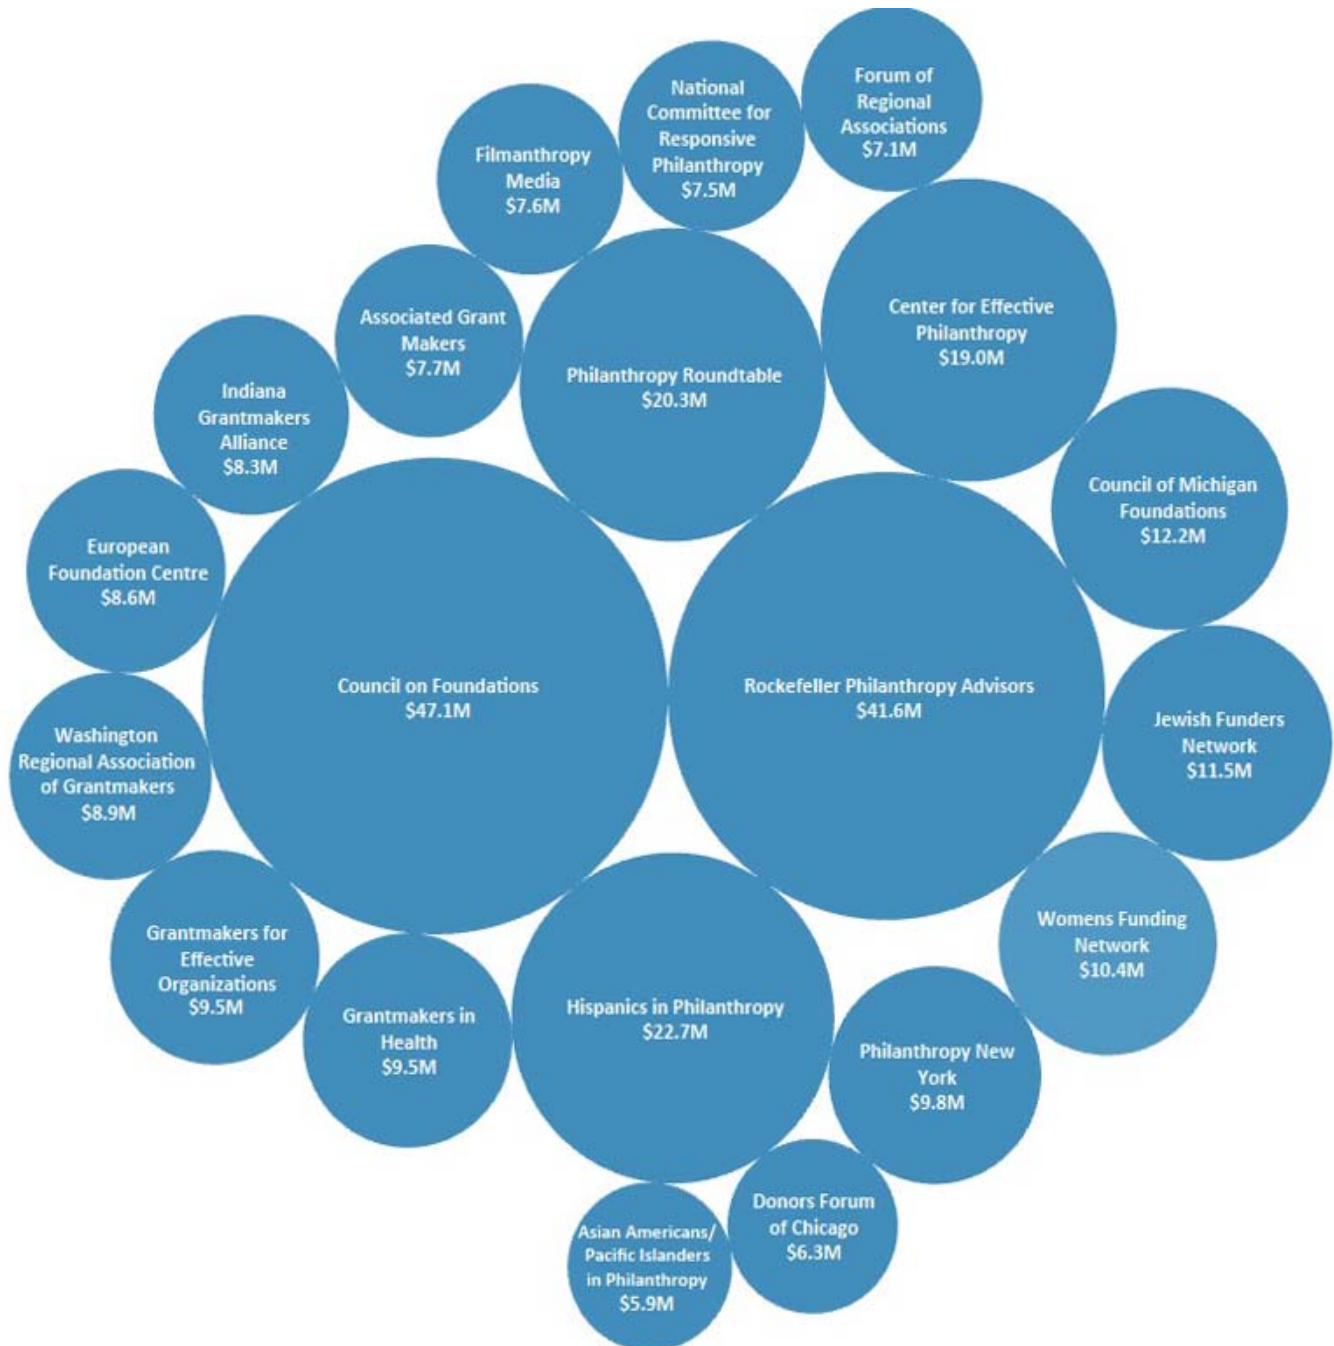 Forum of
Regional
Associations
$7.1M
National
Committee for
Responsive
Philanthropy
$7.5M
Filmanthropy
Media
$7.6M
Associated Grant
Makers
$7.7M
Philanthropy Roundtable
$20.3M
Center for Effective
Philanthropy
$19.0M
Indiana
Grantmakers
Alliance
$8.3M
Council of Michigan
Foundations
$12.2M
European
Foundation Centre
$8.6M
Council on Foundations
$47.1M
Rockefeller Philanthropy Advisors
$41.6M
Jewish Funders
Network
$11.5M
Washington
Regional Association
of Grantmakers
$8.9M
Womens Funding
Network
$10.4M
Grantmakers for
Effective
Organizations
$9.5M
Grantmakers in
Health
$9.5M
Hispanics in Philanthropy
$22.7M
Philanthropy New
York
$9.8M
Donors Forum
of Chicago
$6.3M
Asian Americans/
Pacific Islanders
in Philanthropy
$5.9M